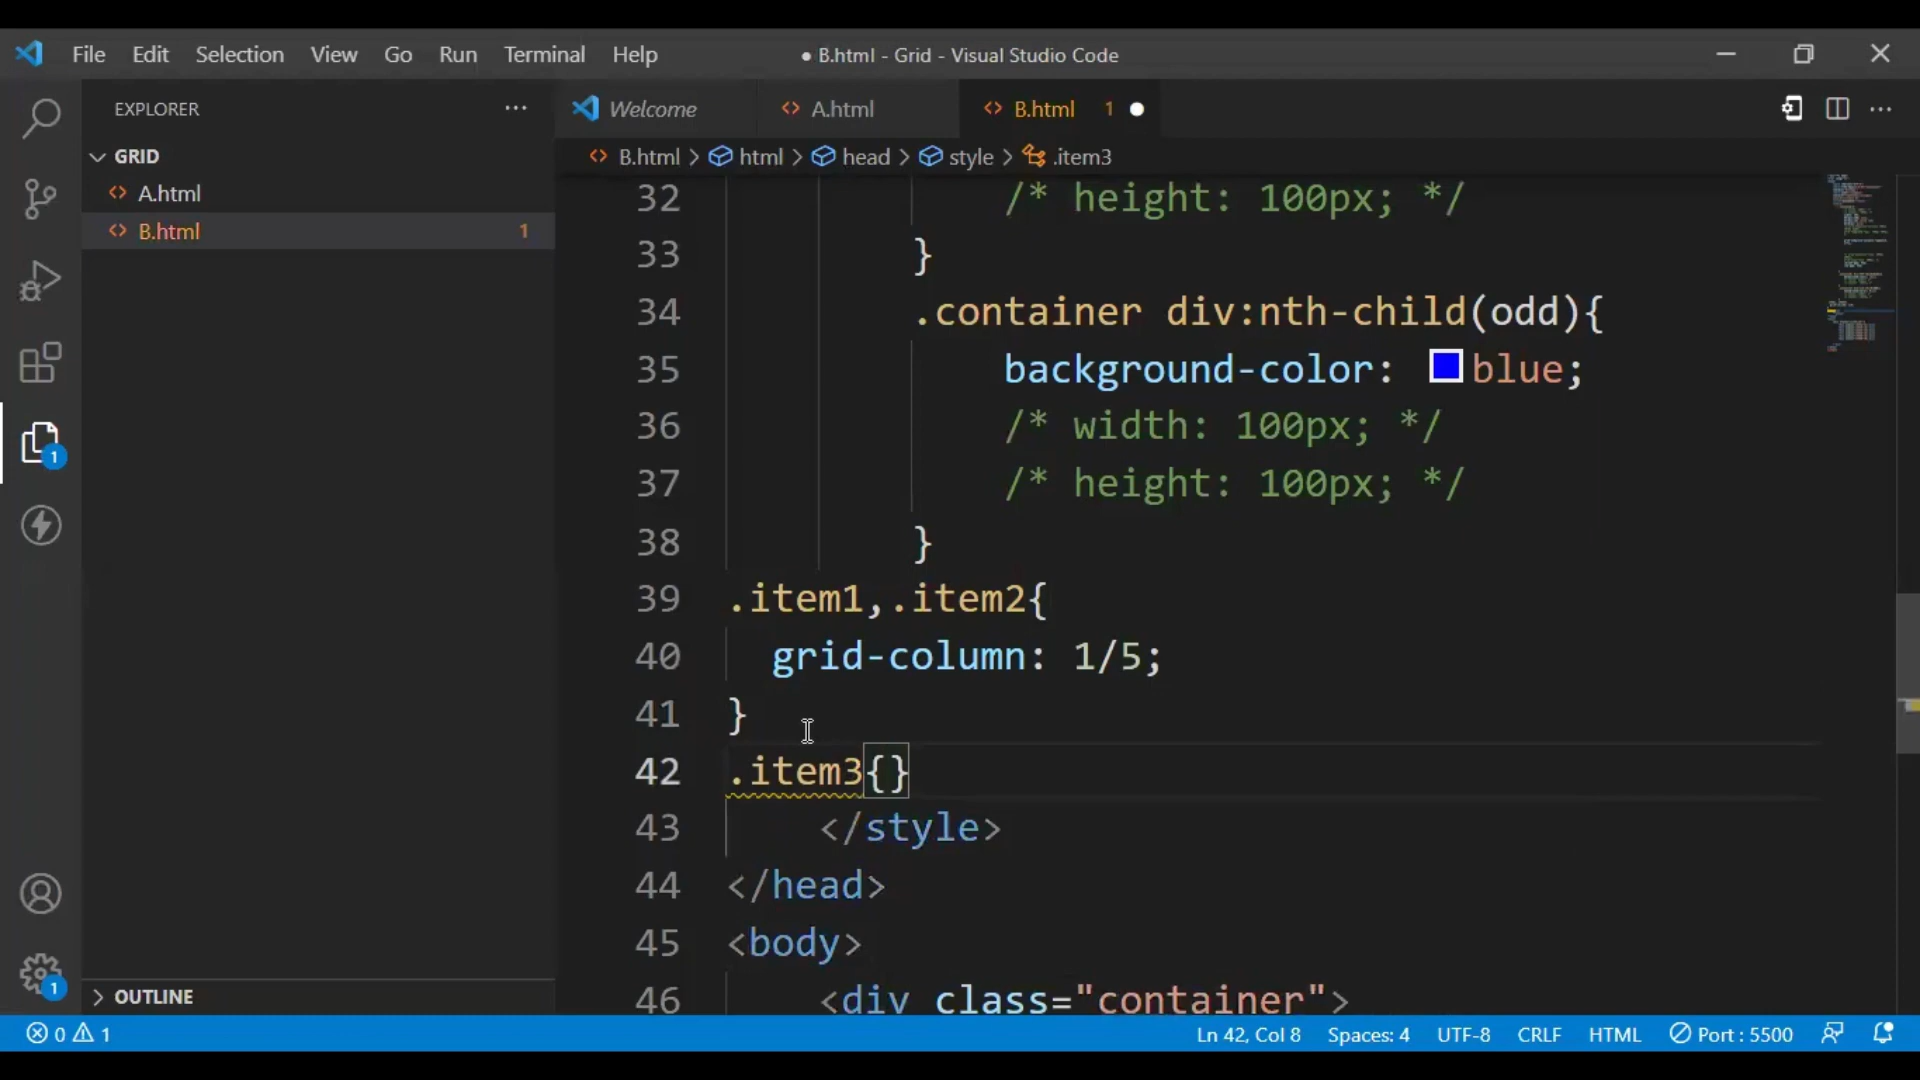 File Edit Selection View Go Run Terminal Help
● B.html - Grid - Visual Studio Code
EXPLORER ...
GRID
A.html
B.html 1
OUTLINE
Welcome A.html B.html 1
B.html > html > head > style > .item3
32 /* height: 100px; */
33 }
34 .container div:nth-child(odd){
35 background-color: blue;
36 /* width: 100px; */
37 /* height: 100px; */
38 }
39 .item1,.item2{
40 grid-column: 1/5;
41 }
42 .item3{}
43 </style>
44 </head>
45 <body>
46 <div class="container">
1
1
0 1 Ln 42, Col 8 Spaces: 4 UTF-8 CRLF HTML Port : 5500